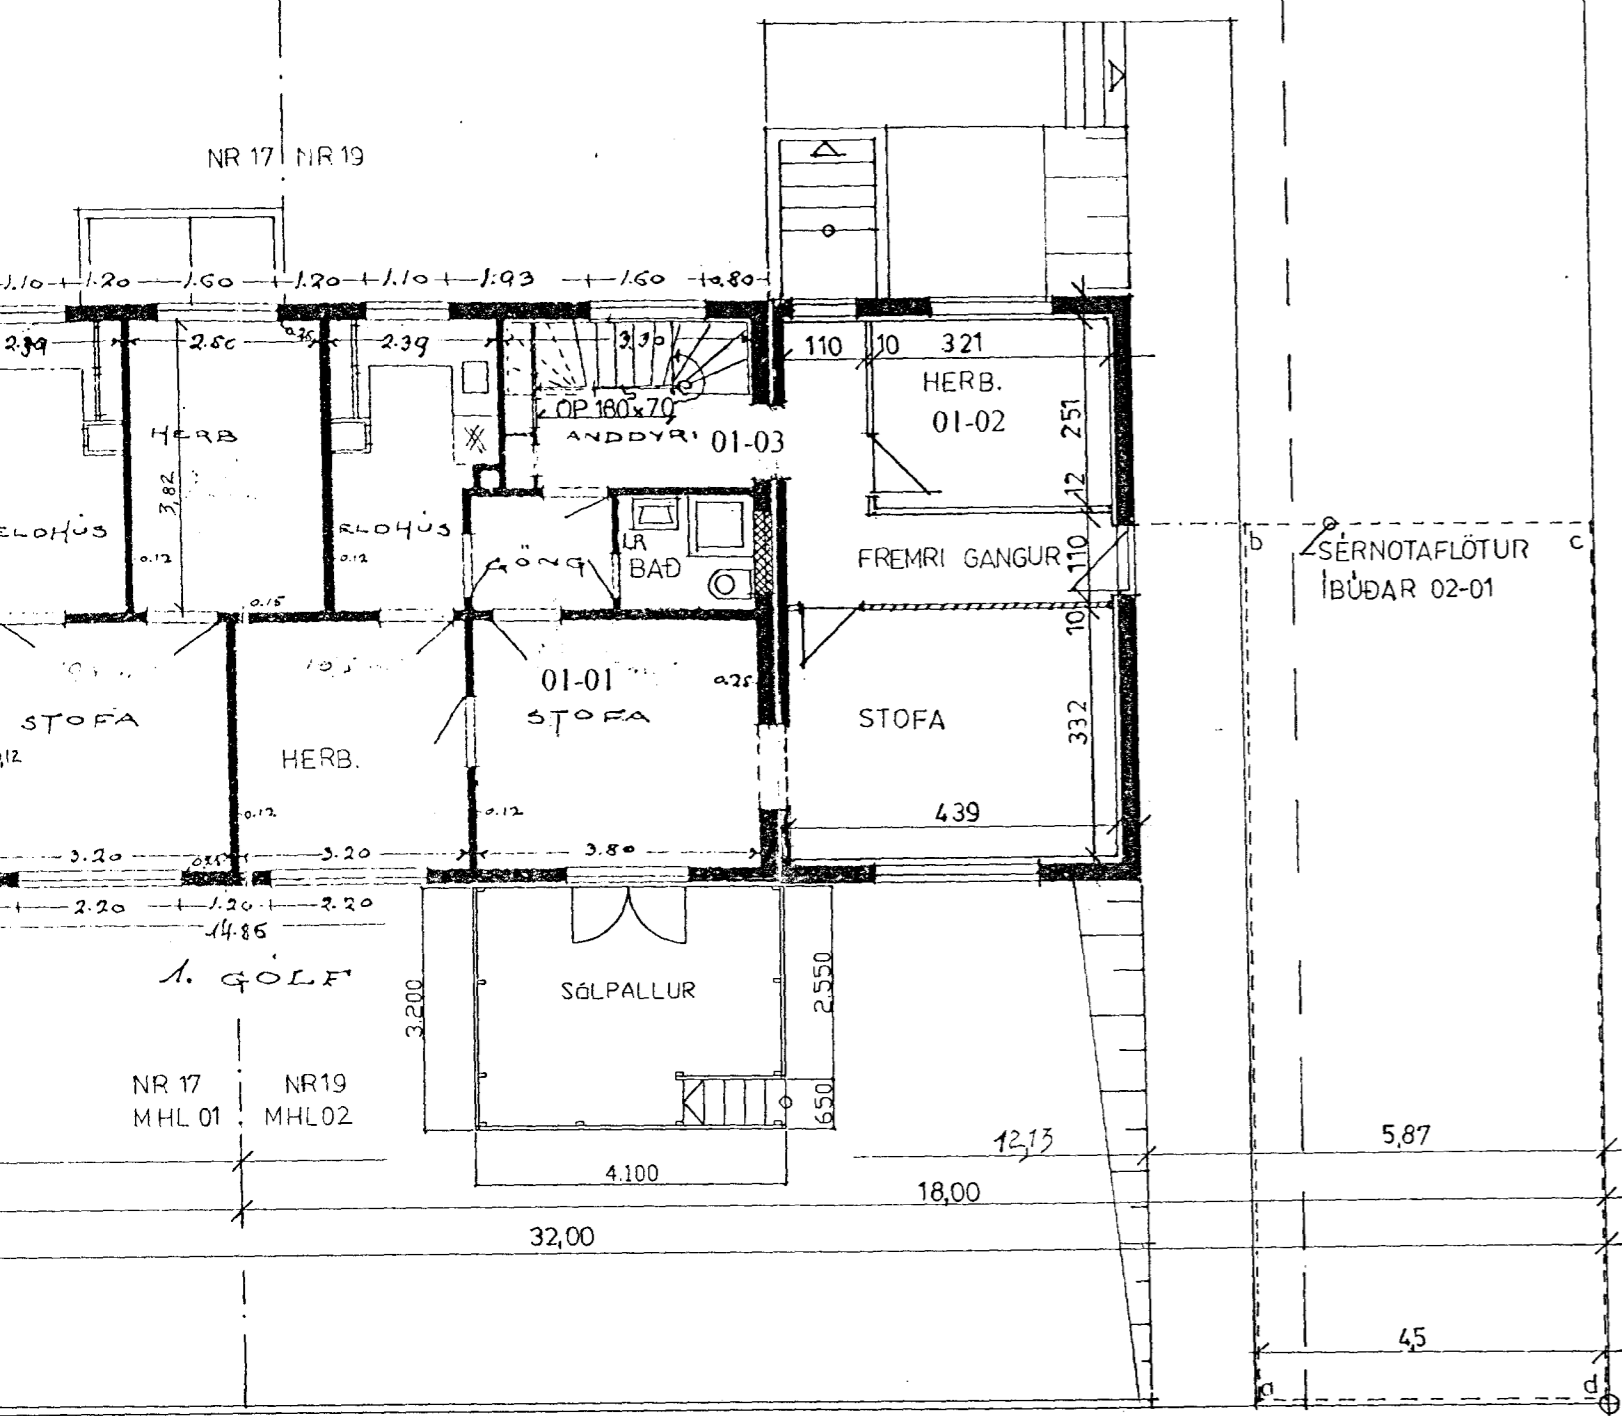 NR 17 NR 19
1.10 1.20 1.60 1.20 1.10 1.93 1.60 0.80
2.39 2.39 3.30 110 10 321
HERB.
01-02
OP 180x70
HERB ANDDYRI 01-03
251
3,82
12
ELDHÚS ELDHÚS GÖNG LR
BAÐ
FREMRI GANGUR 110
b c
SÉRNOTAFLÖTUR
ÍBÚÐAR 02-01
0.12 0.12
0.15
10
01-01
0.25
STOFA STOFA STOFA
332
HERB.
0.12 0.12
439
3.20 3.20 3.80
2.20 1.20 2.20
14.86
1. GÓLF
SÓLPALLUR
3.200 2.550
NR 17 NR19
MHL 01 MHL02
650
12,13 5,87
4.100
18,00
32,00
4,5
a d